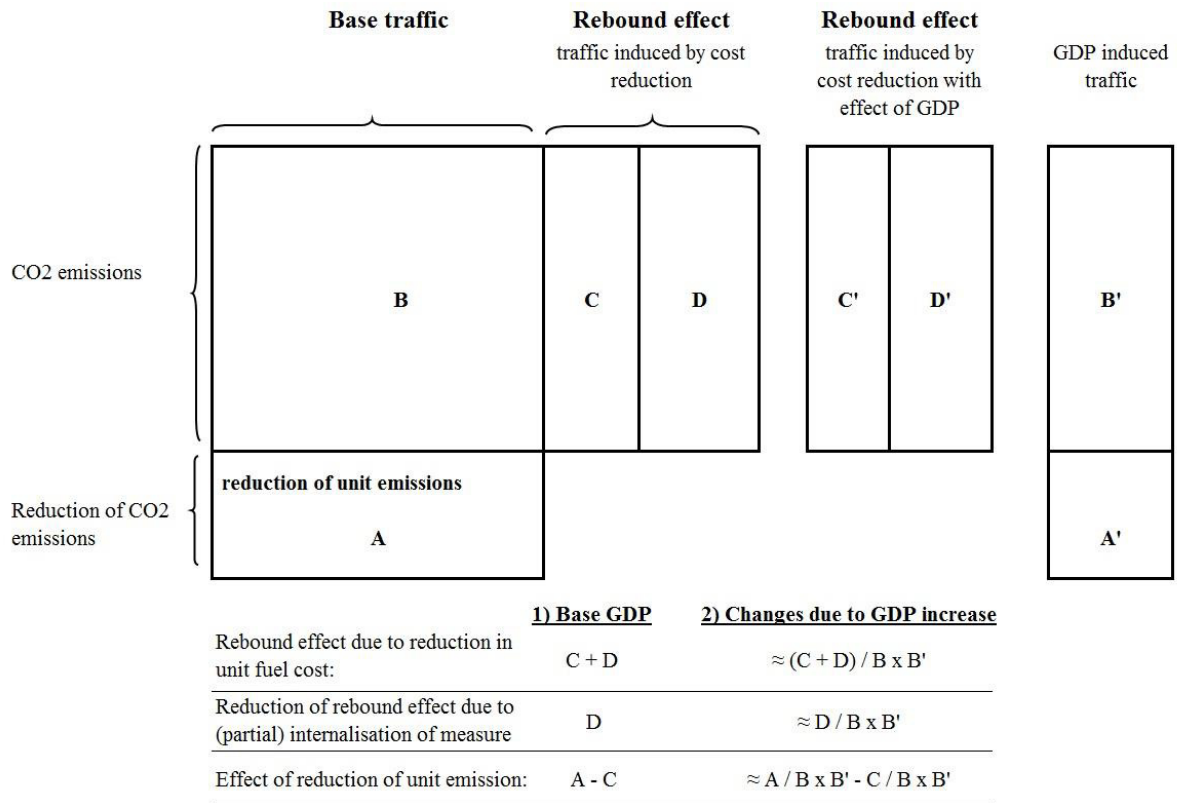 Base traffic
Rebound effect
traffic induced by cost
reduction
Rebound effect
traffic induced by
cost reduction with
effect of GDP
GDP induced
traffic
CO2 emissions
B
C
D
C'
D'
B'
Reduction of CO2
emissions
reduction of unit emissions
A
A'
1) Base GDP
2) Changes due to GDP increase
Rebound effect due to reduction in
unit fuel cost:
C + D
≈ (C + D) / B x B'
Reduction of rebound effect due to
(partial) internalisation of measure
D
≈ D / B x B'
Effect of reduction of unit emission:
A - C
≈ A / B x B' - C / B x B'